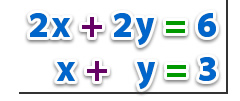 2x + 2y = 6
x + y = 3